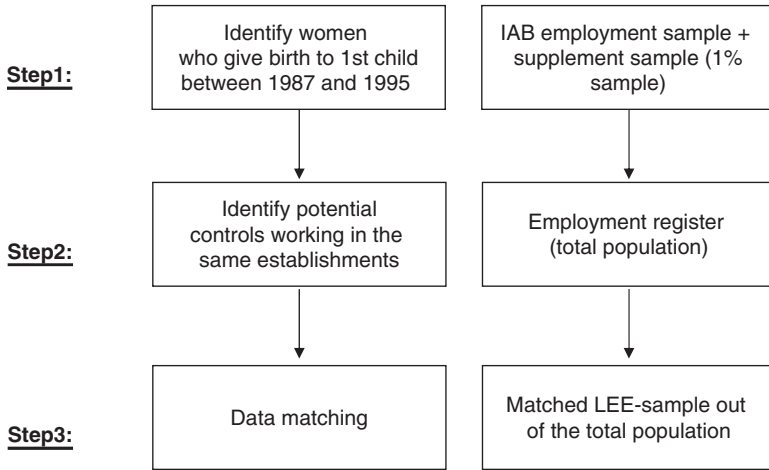 Step1:
Identify women
who give birth to 1st child
between 1987 and 1995
IAB employment sample +
supplement sample (1%
sample)
Step2:
Identify potential
controls working in the
same establishments
Employment register
(total population)
Step3:
Data matching
Matched LEE-sample out
of the total population